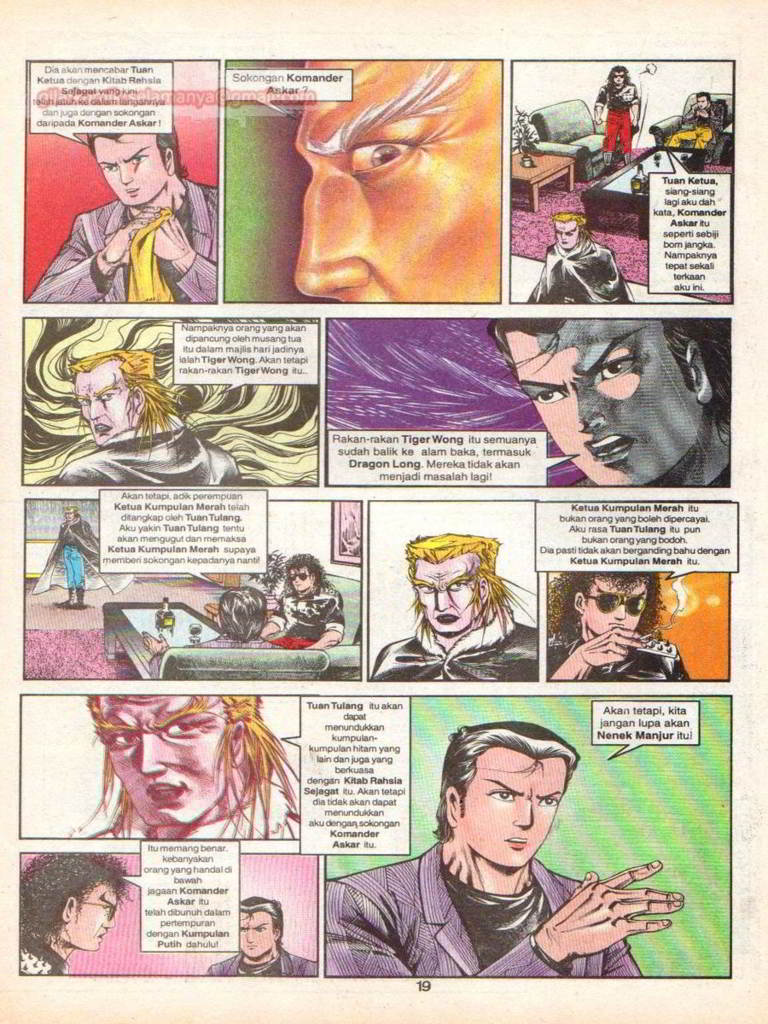 Dia akan mencabar Tuan
Ketua dengan Kitab Rahsia
Sejagat yang kini
telah jatuh ke dalam tangannya
dan juga dengan sokongan
daripada Komander Askar!
Sokongan Komander
Askar?
Tuan Ketua,
siang-siang
lagi aku dah
kata, Komander
Askar itu
seperti sebiji
bom jangka.
Nampaknya
tepat sekali
terkaan
aku ini.
Nampaknya orang yang akan
dipancung oleh musang tua
itu dalam majlis hari jadinya
ialah Tiger Wong. Akan tetapi
rakan-rakan Tiger Wong itu..
Rakan-rakan Tiger Wong itu semuanya
sudah balik ke alam baka, termasuk
Dragon Long. Mereka tidak akan
menjadi masalah lagi!
Akan tetapi, adik perempuan
Ketua Kumpulan Merah telah
ditangkap oleh Tuan Tulang.
Aku yakin Tuan Tulang tentu
akan mengugut dan memaksa
Ketua Kumpulan Merah supaya
memberi sokongan kepadanya nanti!
Ketua Kumpulan Merah itu
bukan orang yang boleh dipercayai.
Aku rasa Tuan Tulang itu pun
bukan orang yang bodoh.
Dia pasti tidak akan berganding bahu dengan
Ketua Kumpulan Merah itu.
Tuan Tulang itu akan
dapat
menundukkan
kumpulan-
kumpulan hitam yang
lain dan juga yang
berkuasa
dengan Kitab Rahsia
Sejagat itu. Akan tetapi
dia tidak akan dapat
menundukkan
aku dengan sokongan
Komander
Askar itu.
Akan tetapi, kita
jangan lupa akan
Nenek Manjur itu!
Itu memang benar.
kebanyakan
orang yang handal di
bawah
jagaan Komander
Askar itu
telah dibunuh dalam
pertempuran
dengan Kumpulan
Putih dahulu!
19